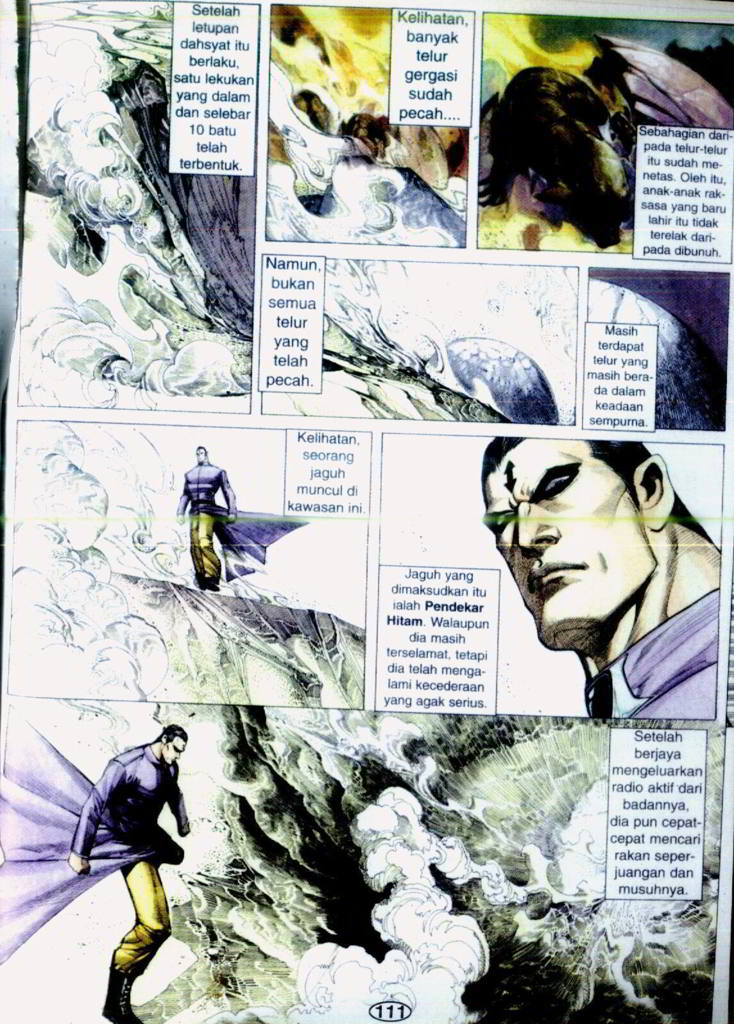 Setelah
letupan
dahsyat itu
berlaku,
satu lekukan
yang dalam
dan selebar
10 batu
telah
terbentuk.
Kelihatan,
banyak
telur
gergasi
sudah
pecah....
Sebahagian dari-
pada telur-telur
itu sudah me-
netas. Oleh itu,
anak-anak rak-
sasa yang baru
lahir itu tidak
terelak dari-
pada dibunuh.
Namun,
bukan
semua
telur
yang
telah
pecah.
Masih
terdapat
telur yang
masih bera-
da dalam
keadaan
sempurna.
Kelihatan,
seorang
jaguh
muncul di
kawasan ini.
Jaguh yang
dimaksudkan itu
ialah Pendekar
Hitam. Walaupun
dia masih
terselamat, tetapi
dia telah menga-
lami kecederaan
yang agak serius.
Setelah
berjaya
mengeluarkan
radio aktif dari
badannya,
dia pun cepat-
cepat mencari
rakan seper-
juangan dan
musuhnya.
111